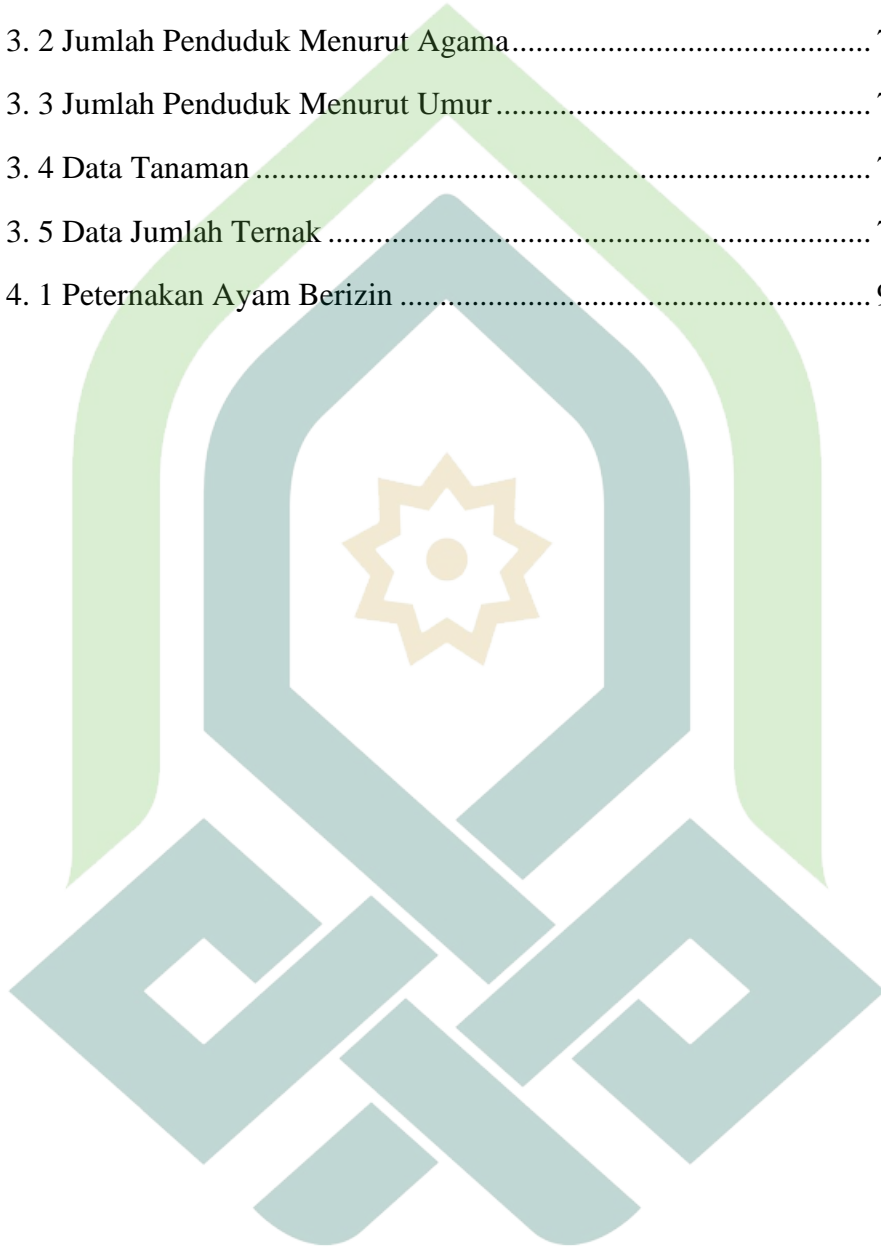 3. 2 Jumlah Penduduk Menurut Agama............................................
3. 3 Jumlah Penduduk Menurut Umur..............................................
3. 4 Data Tanaman...........................................................................
3. 5 Data Jumlah Ternak..................................................................
4. 1 Peternakan Ayam Berizin.........................................................